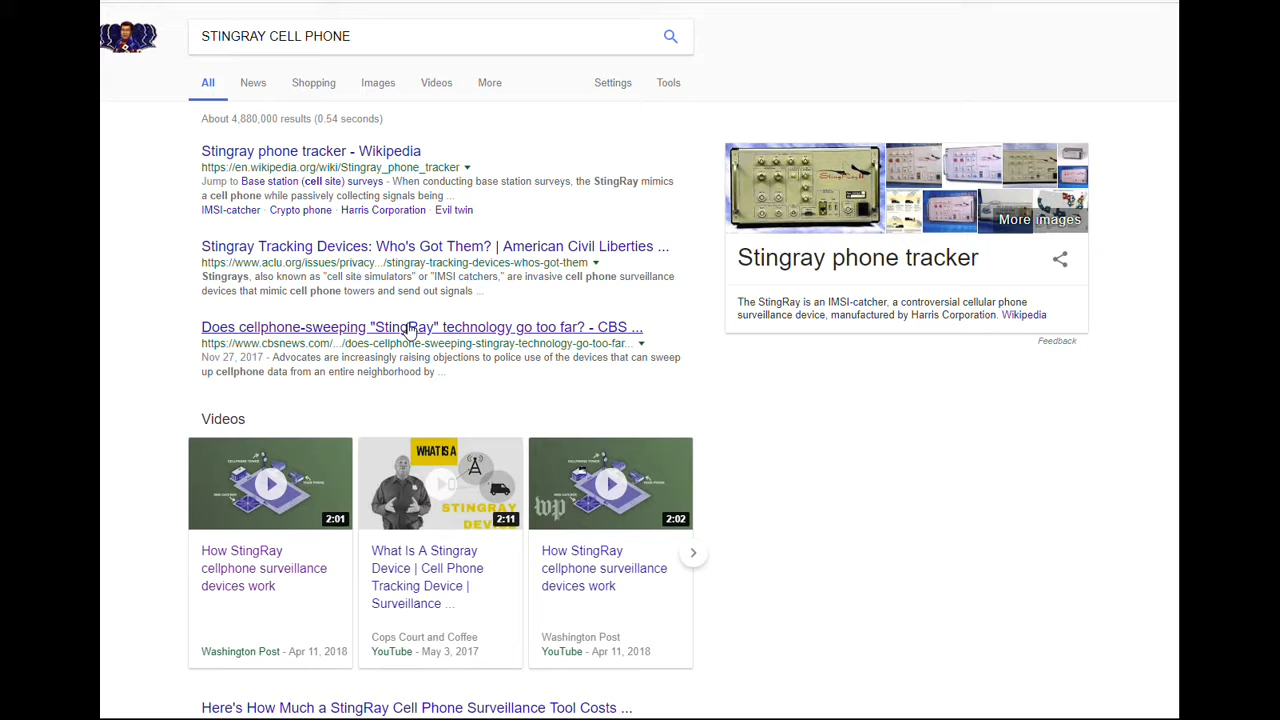 STINGRAY CELL PHONE
All News Shopping Images Videos More Settings Tools
About 4,880,000 results (0.54 seconds)
Stingray phone tracker - Wikipedia
https://en.wikipedia.org/wiki/Stingray_phone_tracker
Jump to Base station (cell site) surveys - When conducting base station surveys, the StingRay mimics
a cell phone while passively collecting signals being ...
IMSI-catcher · Crypto phone · Harris Corporation · Evil twin
Stingray Tracking Devices: Who's Got Them? | American Civil Liberties ...
https://www.aclu.org/issues/privacy.../stingray-tracking-devices-whos-got-them
Stingrays, also known as "cell site simulators" or "IMSI catchers," are invasive cell phone surveillance
devices that mimic cell phone towers and send out signals ...
Does cellphone-sweeping "StingRay" technology go too far? - CBS ...
https://www.cbsnews.com/.../does-cellphone-sweeping-stingray-technology-go-too-far...
Nov 27, 2017 - Advocates are increasingly raising objections to police use of the devices that can sweep
up cellphone data from an entire neighborhood by ...
StingRay II
More images
Stingray phone tracker
The StingRay is an IMSI-catcher, a controversial cellular phone
surveillance device, manufactured by Harris Corporation. Wikipedia
Feedback
Videos
2:01
How StingRay
cellphone surveillance
devices work
Washington Post - Apr 11, 2018
WHAT IS A
STINGRAY
DEVICE
2:11
What Is A Stingray
Device | Cell Phone
Tracking Device |
Surveillance ...
Cops Court and Coffee
YouTube - May 3, 2017
wp
2:02
How StingRay
cellphone surveillance
devices work
Washington Post
YouTube - Apr 11, 2018
Here's How Much a StingRay Cell Phone Surveillance Tool Costs ...